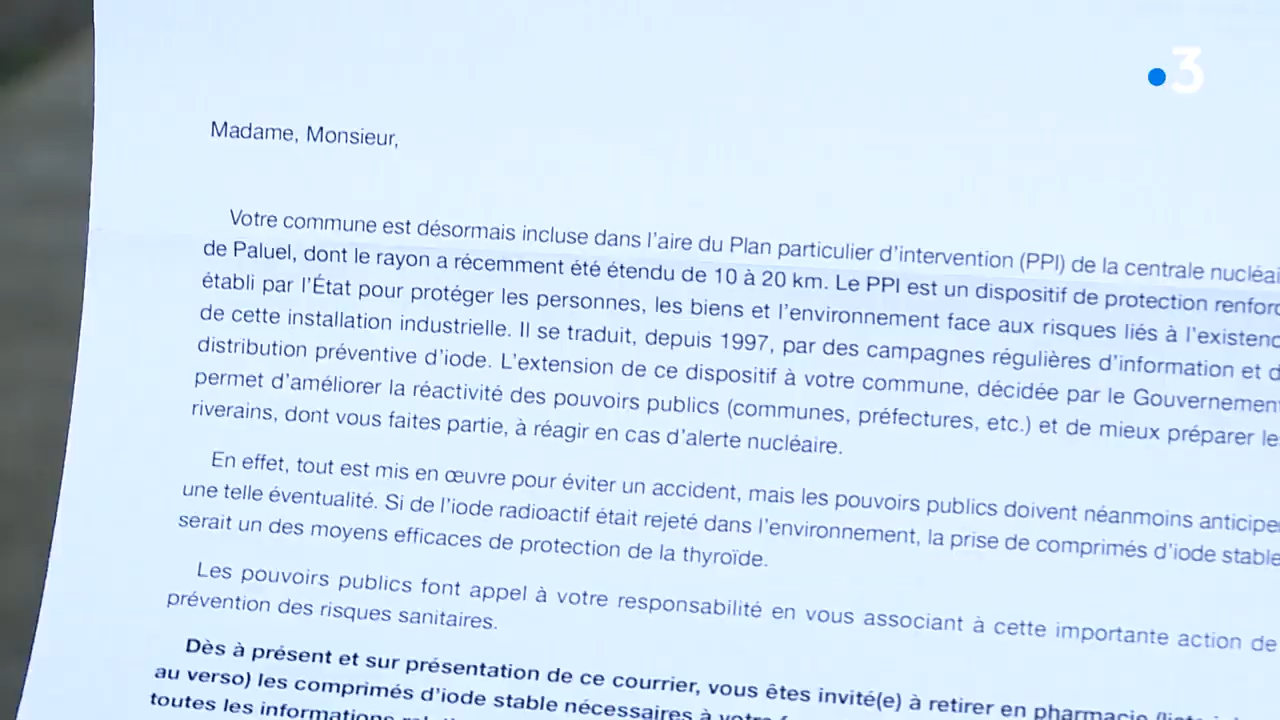 3
Madame, Monsieur,
Votre commune est désormais incluse dans l'aire du Plan particulier d'intervention (PPI) de la centrale nucléai
de Paluel, dont le rayon a récemment été étendu de 10 à 20 km. Le PPI est un dispositif de protection renforc
établi par l'État pour protéger les personnes, les biens et l'environnement face aux risques liés à l'existenc
de cette installation industrielle. Il se traduit, depuis 1997, par des campagnes régulières d'information et d
distribution préventive d'iode. L'extension de ce dispositif à votre commune, décidée par le Gouvernement
permet d'améliorer la réactivité des pouvoirs publics (communes, préfectures, etc.) et de mieux préparer les
riverains, dont vous faites partie, à réagir en cas d'alerte nucléaire.
En effet, tout est mis en œuvre pour éviter un accident, mais les pouvoirs publics doivent néanmoins anticipe
une telle éventualité. Si de l'iode radioactif était rejeté dans l'environnement, la prise de comprimés d'iode stable
serait un des moyens efficaces de protection de la thyroïde.
Les pouvoirs publics font appel à votre responsabilité en vous associant à cette importante action de
prévention des risques sanitaires.
Dès à présent et sur présentation de ce courrier, vous êtes invité(e) à retirer en pharmacie (liste à
au verso) les comprimés d'iode stable nécessaires à votre
toutes les informations